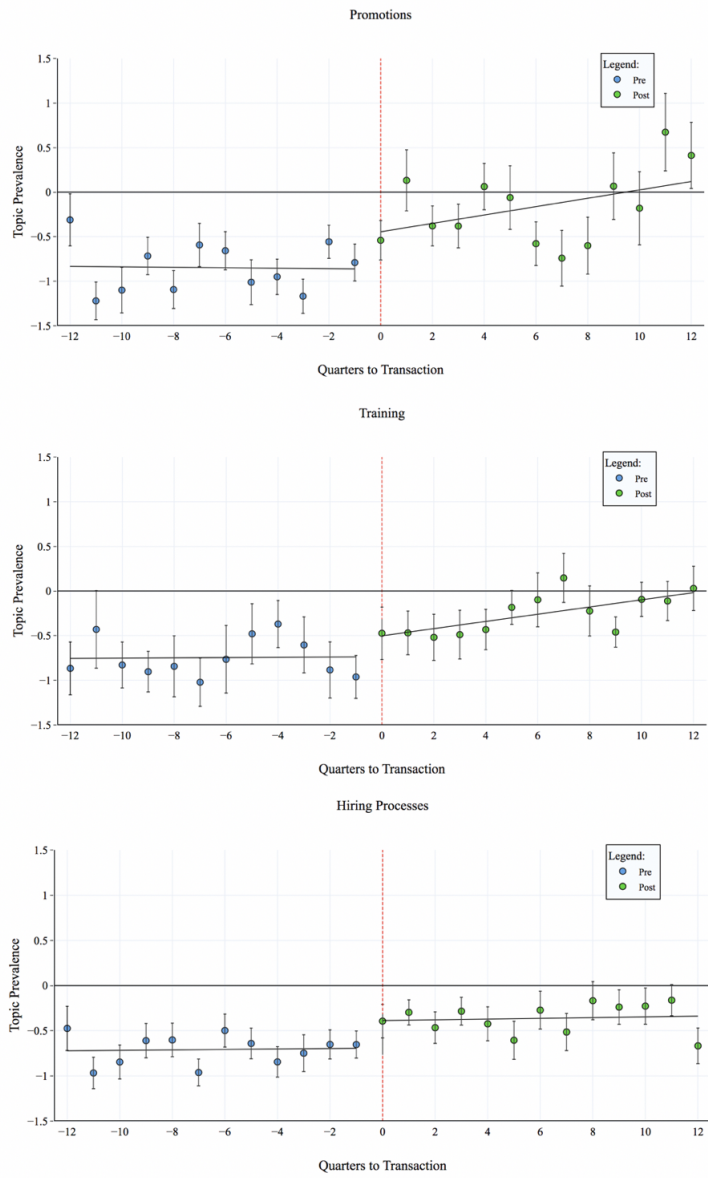 Promotions
Legend:
Pre
Post
1.5
1
0.5
0
−0.5
−1
−1.5
Topic Prevalence
−12 −10 −8 −6 −4 −2 0 2 4 6 8 10 12
Quarters to Transaction
Training
Legend:
Pre
Post
1.5
1
0.5
0
−0.5
−1
−1.5
Topic Prevalence
−12 −10 −8 −6 −4 −2 0 2 4 6 8 10 12
Quarters to Transaction
Hiring Processes
Legend:
Pre
Post
1.5
1
0.5
0
−0.5
−1
−1.5
Topic Prevalence
−12 −10 −8 −6 −4 −2 0 2 4 6 8 10 12
Quarters to Transaction